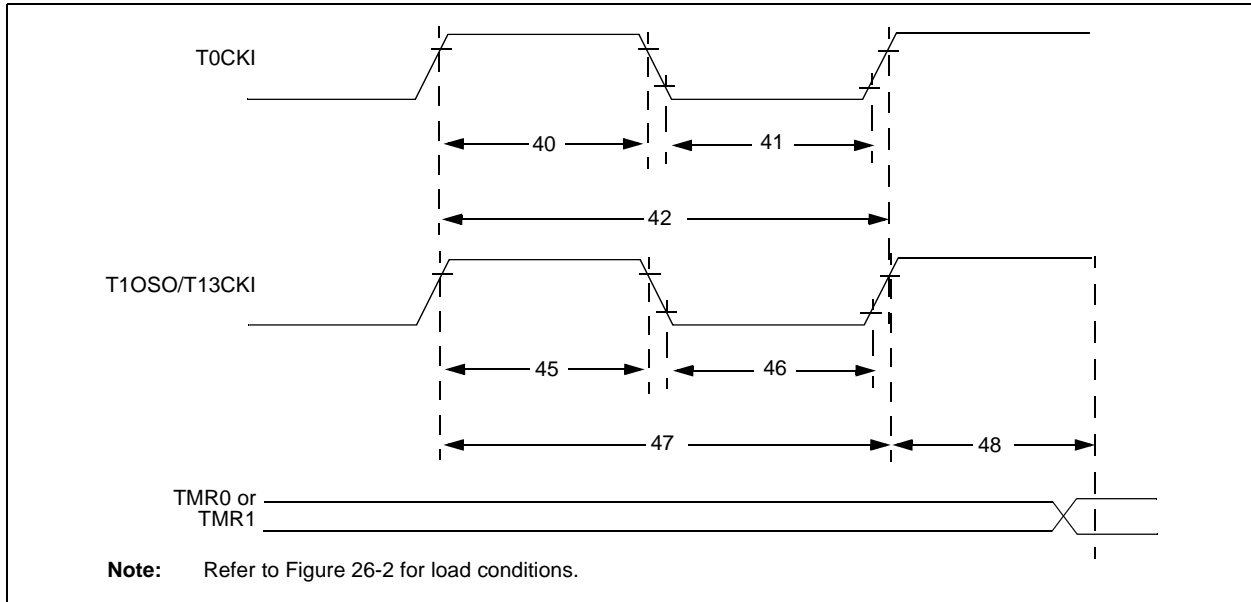 T0CKI
40
41
42
T1OSO/T13CKI
45
46
47
48
TMR0 or
TMR1
Note: Refer to Figure 26-2 for load conditions.